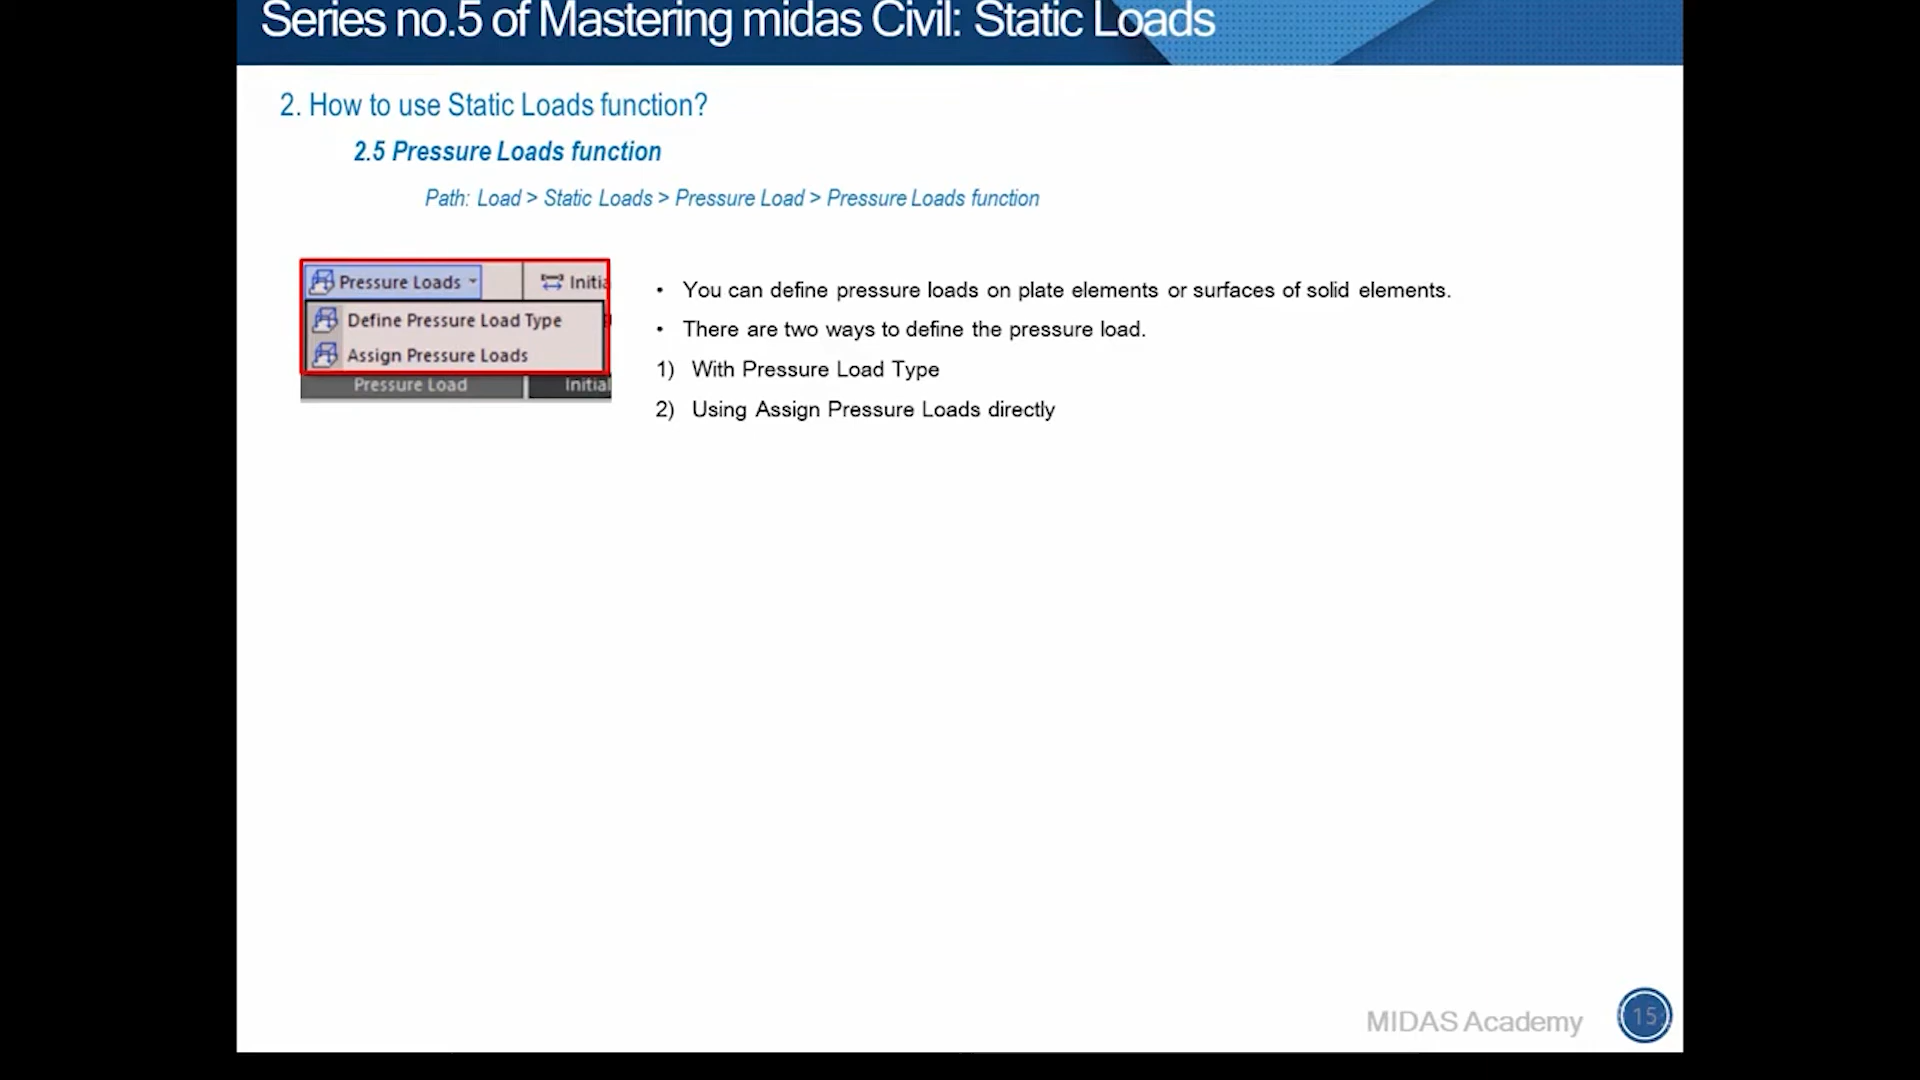 Series no.5 of Mastering midas Civil: Static Loads
2. How to use Static Loads function?
2.5 Pressure Loads function
Path: Load > Static Loads > Pressure Load > Pressure Loads function
Pressure Loads
Define Pressure Load Type
Assign Pressure Loads
Pressure Load
• You can define pressure loads on plate elements or surfaces of solid elements.
• There are two ways to define the pressure load.
1) With Pressure Load Type
2) Using Assign Pressure Loads directly
MIDAS Academy
15